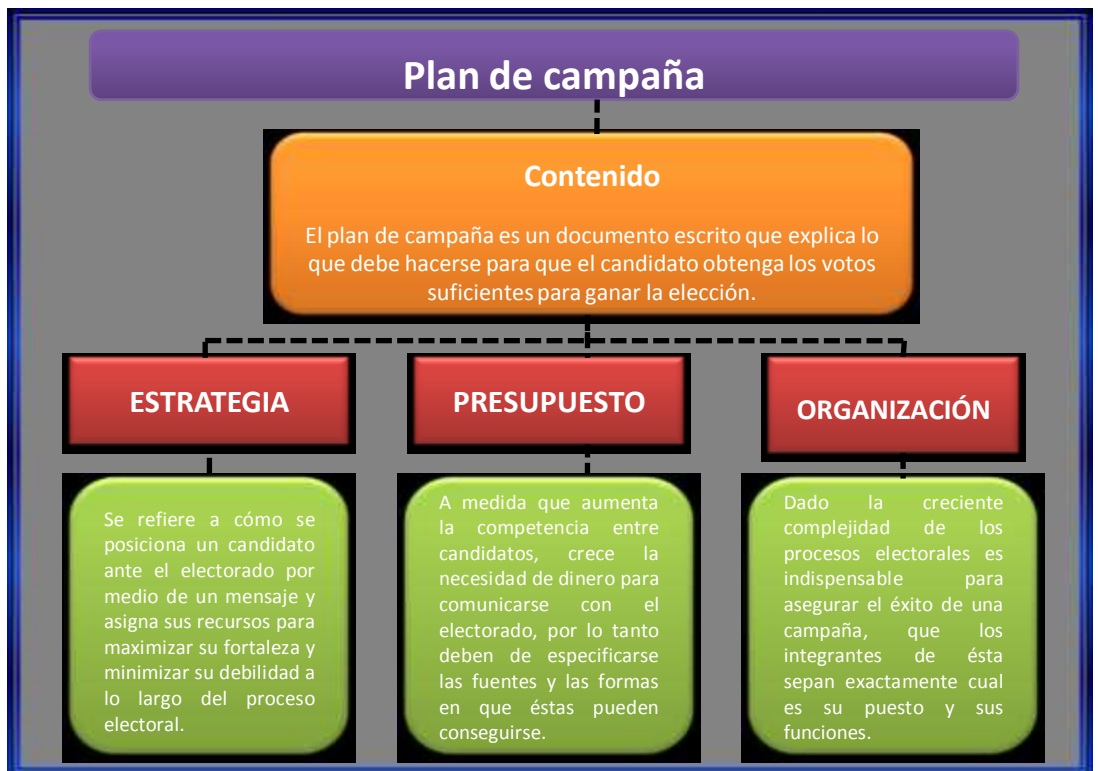 Plan de campaña
Contenido
El plan de campaña es un documento escrito que explica lo
que debe hacerse para que el candidato obtenga los votos
suficientes para ganar la elección.
ESTRATEGIA
Se refiere a cómo se
posiciona un candidato
ante el electorado por
medio de un mensaje y
asigna sus recursos para
maximizar su fortaleza y
minimizar su debilidad a
lo largo del proceso
electoral.
PRESUPUESTO
A medida que aumenta
la competencia entre
candidatos, crece la
necesidad de dinero para
comunicarse con el
electorado, por lo tanto
deben de especificarse
las fuentes y las formas
en que éstas pueden
conseguirse.
ORGANIZACIÓN
Dado la creciente
complejidad de los
procesos electorales es
indispensable para
asegurar el éxito de una
campaña, que los
integrantes de ésta
sepan exactamente cual
es su puesto y sus
funciones.